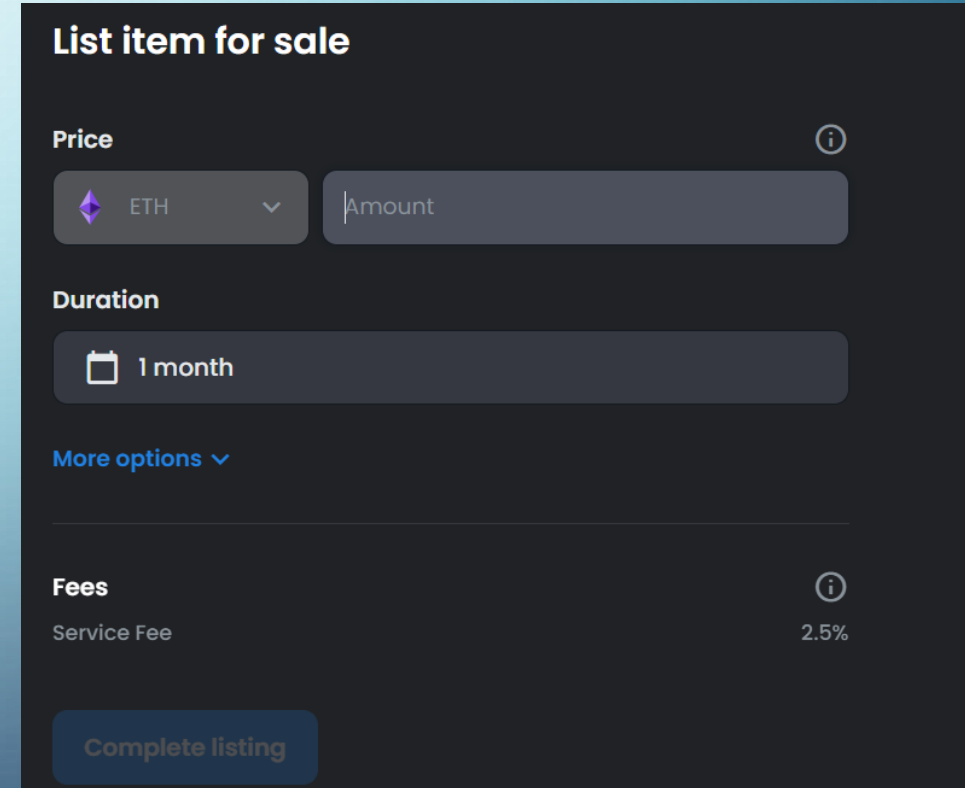 List item for sale
Price
ETH Amount
Duration
1 month
More options
Fees
Service Fee 2.5%
Complete listing